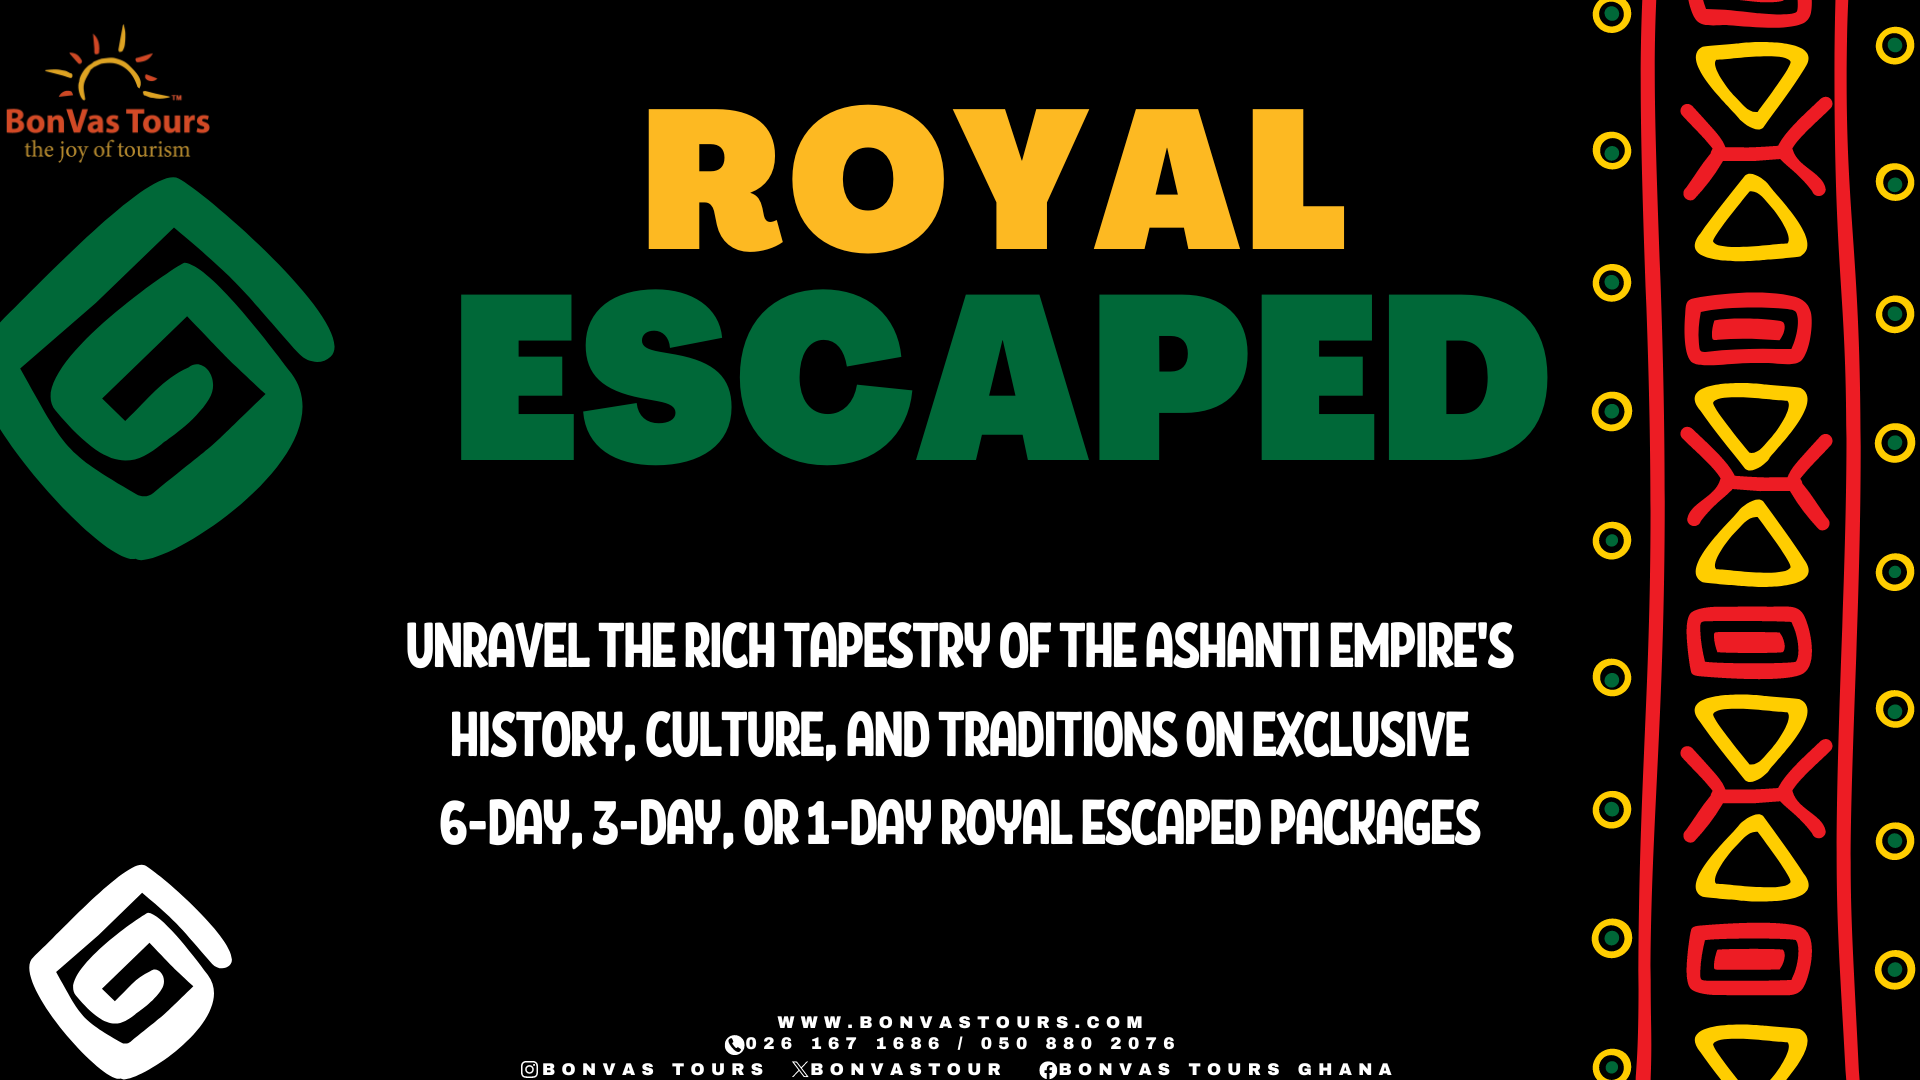 BonVas Tours™
the joy of tourism
ROYAL
ESCAPED
UNRAVEL THE RICH TAPESTRY OF THE ASHANTI EMPIRE'S
HISTORY, CULTURE, AND TRADITIONS ON EXCLUSIVE
6-DAY, 3-DAY, OR 1-DAY ROYAL ESCAPED PACKAGES
WWW.BONVASTOURS.COM
026 167 1686 / 050 880 2076
BONVAS TOURS BONVASTOUR BONVAS TOURS GHANA